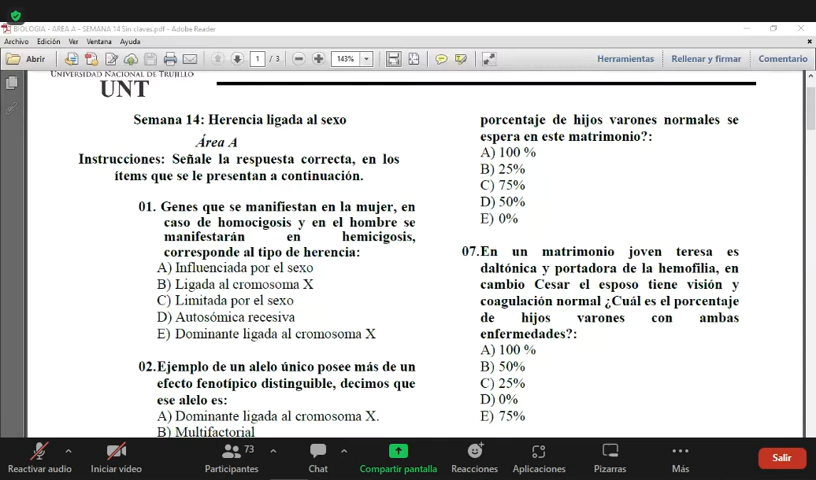 BIOLOGIA - AREA A - SEMANA 14 Sin claves.pdf - Adobe Reader
Archivo Edición Ver Ventana Ayuda
Abrir 1 / 3 143% Herramientas Rellenar y firmar Comentario
UNIVERSIDAD NACIONAL DE TRUJILLO
UNT
Semana 14: Herencia ligada al sexo
Área A
Instrucciones: Señale la respuesta correcta, en los
ítems que se le presentan a continuación.
01. Genes que se manifiestan en la mujer, en
caso de homocigosis y en el hombre se
manifestarán en hemicigosis,
corresponde al tipo de herencia:
A) Influenciada por el sexo
B) Ligada al cromosoma X
C) Limitada por el sexo
D) Autosómica recesiva
E) Dominante ligada al cromosoma X
02.Ejemplo de un alelo único posee más de un
efecto fenotípico distinguible, decimos que
ese alelo es:
A) Dominante ligada al cromosoma X.
B) Multifactorial
porcentaje de hijos varones normales se
espera en este matrimonio?:
A) 100 %
B) 25%
C) 75%
D) 50%
E) 0%
07.En un matrimonio joven teresa es
daltónica y portadora de la hemofilia, en
cambio Cesar el esposo tiene visión y
coagulación normal ¿Cuál es el porcentaje
de hijos varones con ambas
enfermedades?:
A) 100 %
B) 50%
C) 25%
D) 0%
E) 75%
73
Reactivar audio Iniciar video Participantes Chat Compartir pantalla Reacciones Aplicaciones Pizarras Más Salir